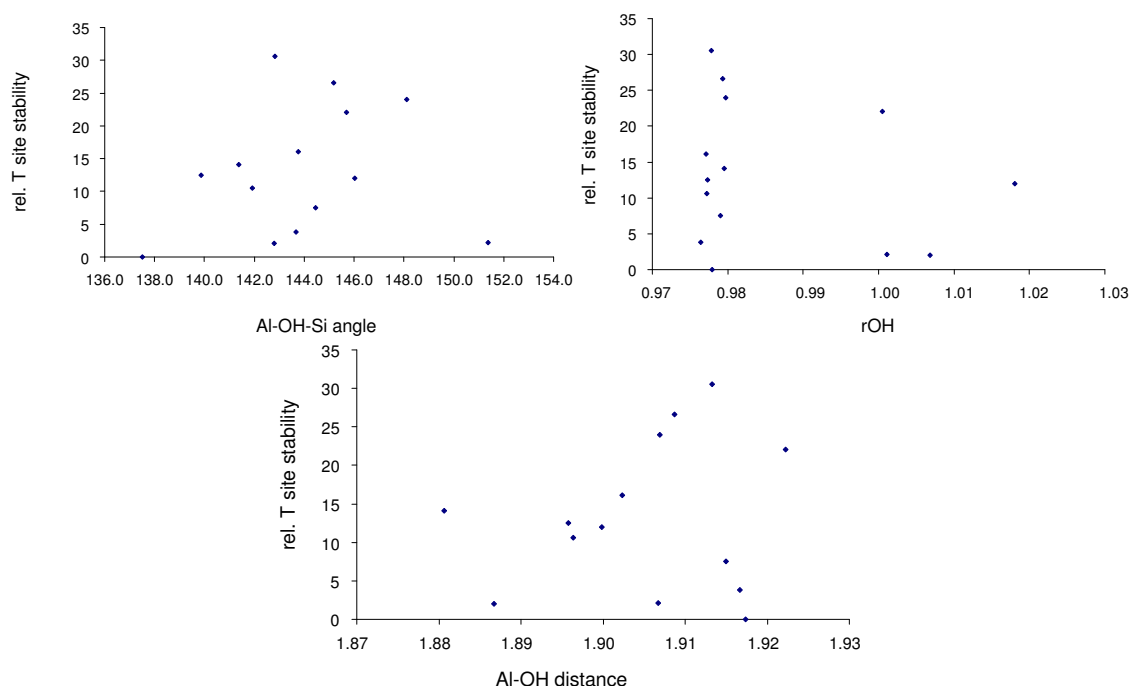 rel. T site stability
35
30
25
20
15
10
5
0
136.0 138.0 140.0 142.0 144.0 146.0 148.0 150.0 152.0 154.0
Al-OH-Si angle
rel. T site stability
35
30
25
20
15
10
5
0
0.97 0.98 0.99 1.00 1.01 1.02 1.03
rOH
rel. T site stability
35
30
25
20
15
10
5
0
1.87 1.88 1.89 1.90 1.91 1.92 1.93
Al-OH distance